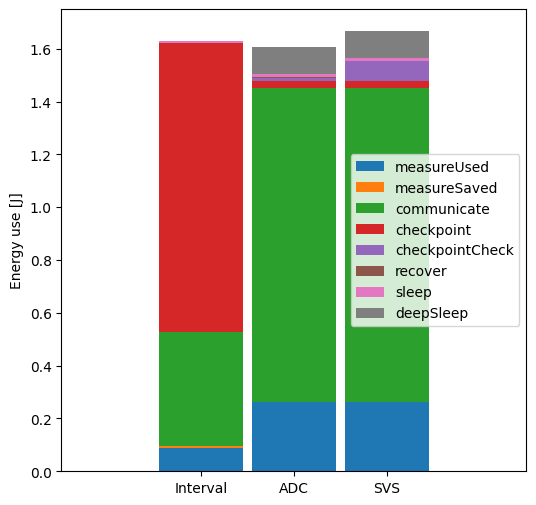 Energy use [J]
1.6
1.4
1.2
1.0
0.8
0.6
0.4
0.2
0.0
Interval
ADC
SVS
measureUsed
measureSaved
communicate
checkpoint
checkpointCheck
recover
sleep
deepSleep